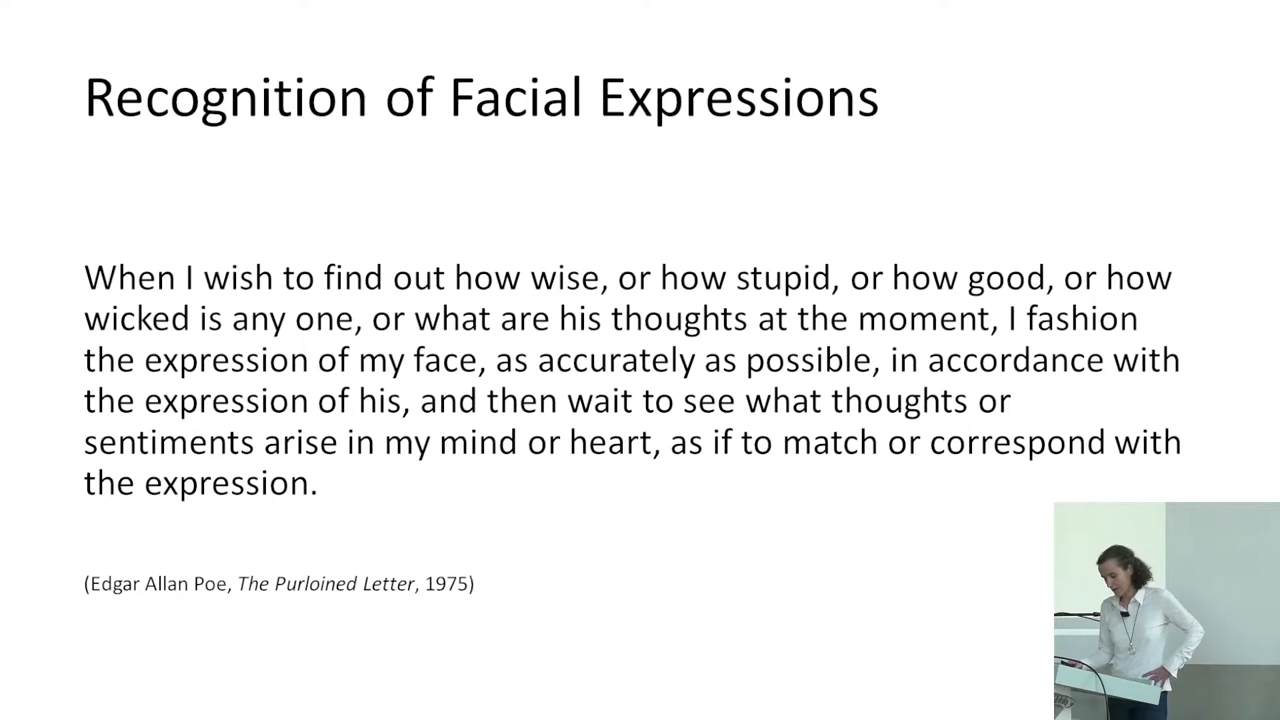 Recognition of Facial Expressions
When I wish to find out how wise, or how stupid, or how good, or how
wicked is any one, or what are his thoughts at the moment, I fashion
the expression of my face, as accurately as possible, in accordance with
the expression of his, and then wait to see what thoughts or
sentiments arise in my mind or heart, as if to match or correspond with
the expression.
(Edgar Allan Poe, The Purloined Letter, 1975)